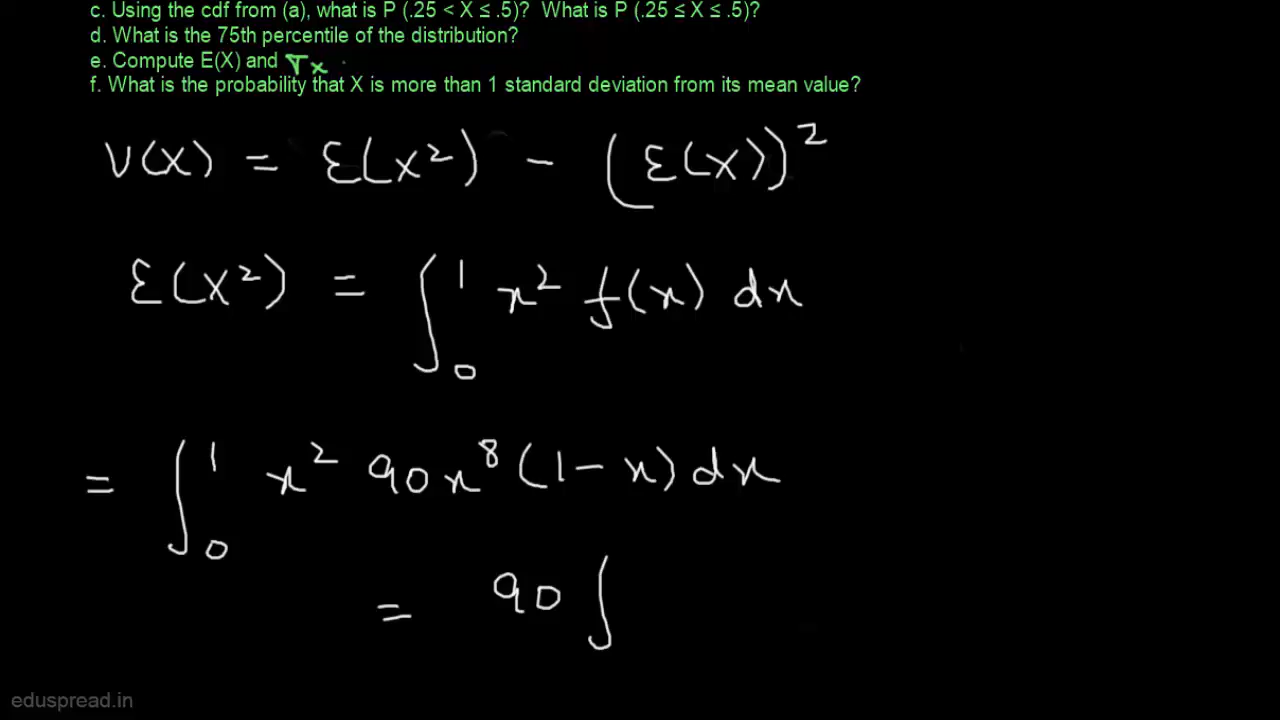 c. Using the cdf from (a), what is P (.25 < X ≤ .5)? What is P (.25 ≤ X ≤ .5)?
d. What is the 75th percentile of the distribution?
e. Compute E(X) and σx
f. What is the probability that X is more than 1 standard deviation from its mean value?
V(X) = E(X²) - (E(X))²
E(X²) = ∫₀¹ x² f(x) dx
= ∫₀¹ x² 90x⁸ (1-x) dx
= 90 ∫
eduspread.in